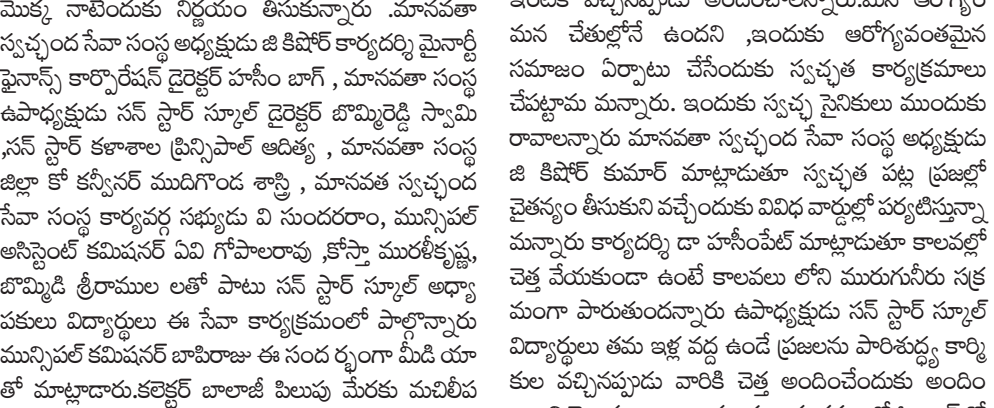 మొక్క నాటేందుకు నిర్ణయం తీసుకున్నారు .మానవతా
స్వచ్ఛంద సేవా సంస్థ అధ్యక్షుడు జి కిషోర్ కార్యదర్శి మైనార్టీ
ఫైనాన్స్ కార్పొరేషన్ డైరెక్టర్ హసీం బాగ్ , మానవతా సంస్థ
ఉపాధ్యక్షుడు సన్ స్టార్ స్కూల్ డైరెక్టర్ బొమ్మిరెడ్డి స్వామి
,సన్ స్టార్ కళాశాల ప్రిన్సిపాల్ ఆదిత్య , మానవతా సంస్థ
జిల్లా కో కన్వీనర్ ముదిగొండ శాస్త్రి , మానవత స్వచ్ఛంద
సేవా సంస్థ కార్యవర్గ సభ్యుడు వి సుందరరాం, మున్సిపల్
అసిస్టెంట్ కమిషనర్ ఏవి గోపాలరావు ,కోస్తా మురళీకృష్ణ,
బొమ్మిడి శ్రీరాముల లతో పాటు సన్ స్టార్ స్కూల్ అధ్యా
పకులు విద్యార్థులు ఈ సేవా కార్యక్రమంలో పాల్గొన్నారు
మున్సిపల్ కమిషనర్ బాపిరాజు ఈ సంద ర్భంగా మీడి యా
తో మాట్లాడారు.కలెక్టర్ బాలాజీ పిలుపు మేరకు మచిలీప
మన చేతుల్లోనే ఉందని ,ఇందుకు ఆరోగ్యవంతమైన
సమాజం ఏర్పాటు చేసేందుకు స్వచ్ఛత కార్యక్రమాలు
చేపట్టామ మన్నారు. ఇందుకు స్వచ్ఛ సైనికులు ముందుకు
రావాలన్నారు మానవతా స్వచ్ఛంద సేవా సంస్థ అధ్యక్షుడు
జి కిషోర్ కుమార్ మాట్లాడుతూ స్వచ్ఛత పట్ల ప్రజల్లో
చైతన్యం తీసుకుని వచ్చేందుకు వివిధ వార్డుల్లో పర్యటిస్తున్నా
మన్నారు కార్యదర్శి డా హసీంపేట్ మాట్లాడుతూ కాలవల్లో
చెత్త వేయకుండా ఉంటే కాలవలు లోని మురుగునీరు సక్ర
మంగా పారుతుందన్నారు ఉపాధ్యక్షుడు సన్ స్టార్ స్కూల్
విద్యార్థులు తమ ఇళ్ల వద్ద ఉండే ప్రజలను పారిశుద్ధ్య కార్మి
కుల వచ్చినప్పుడు వారికి చెత్త అందించేందుకు అందిం